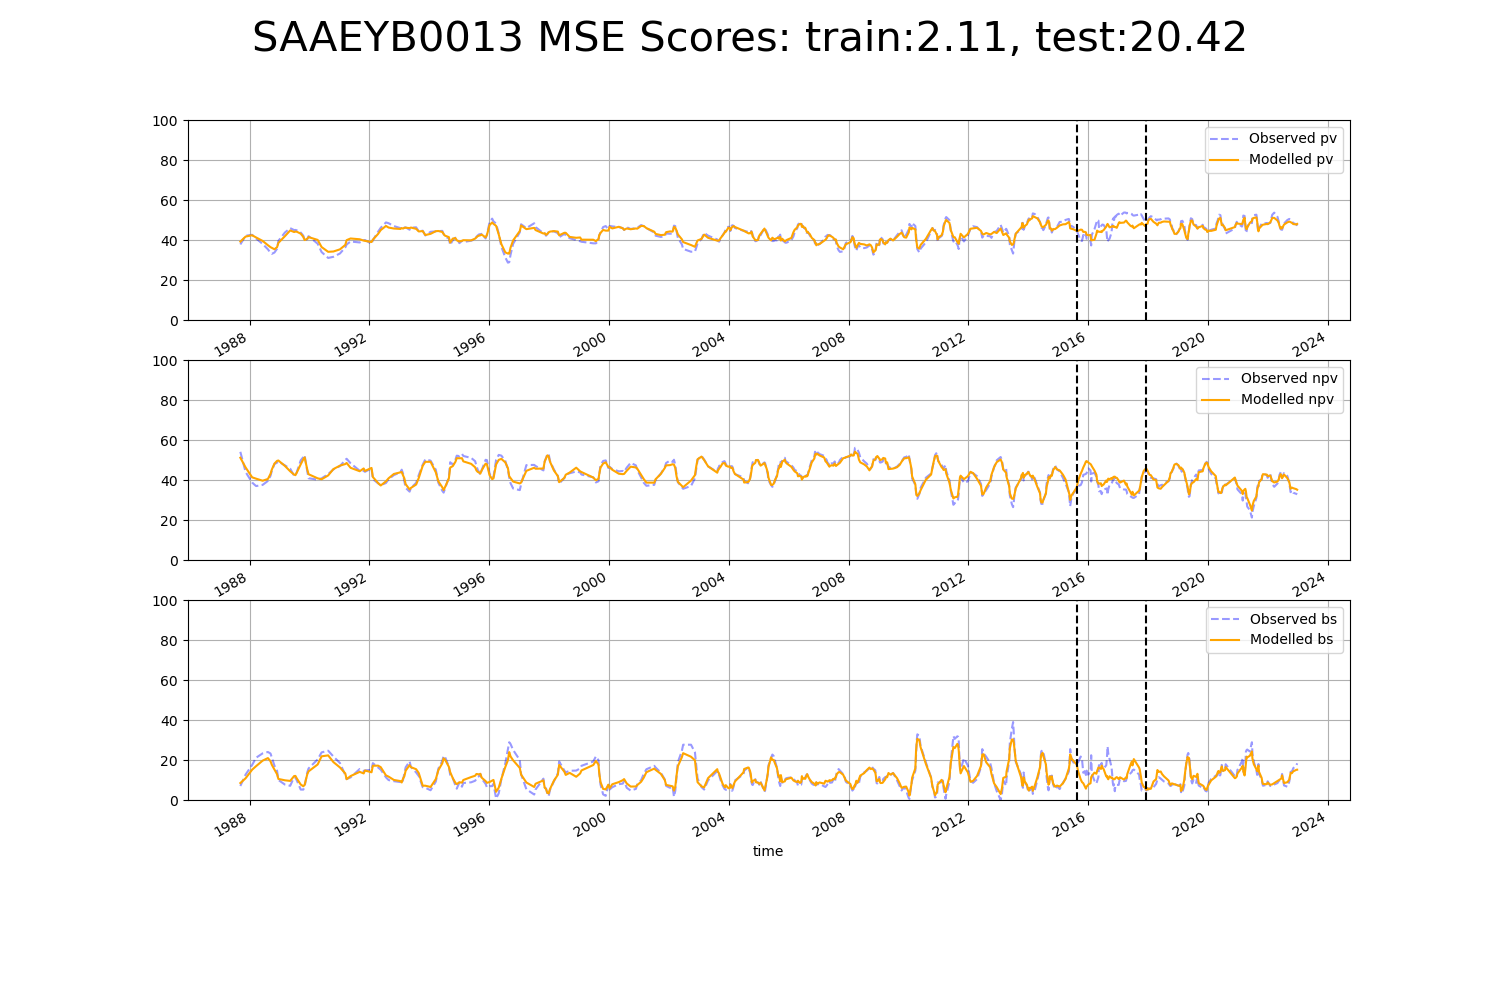 SAAEYB0013 MSE Scores: train:2.11, test:20.42
100
80
60
40
20
0
Observed pv
Modelled pv
1988 1992 1996 2000 2004 2008 2012 2016 2020 2024
100
80
60
40
20
0
Observed npv
Modelled npv
1988 1992 1996 2000 2004 2008 2012 2016 2020 2024
100
80
60
40
20
0
Observed bs
Modelled bs
1988 1992 1996 2000 2004 2008 2012 2016 2020 2024
time